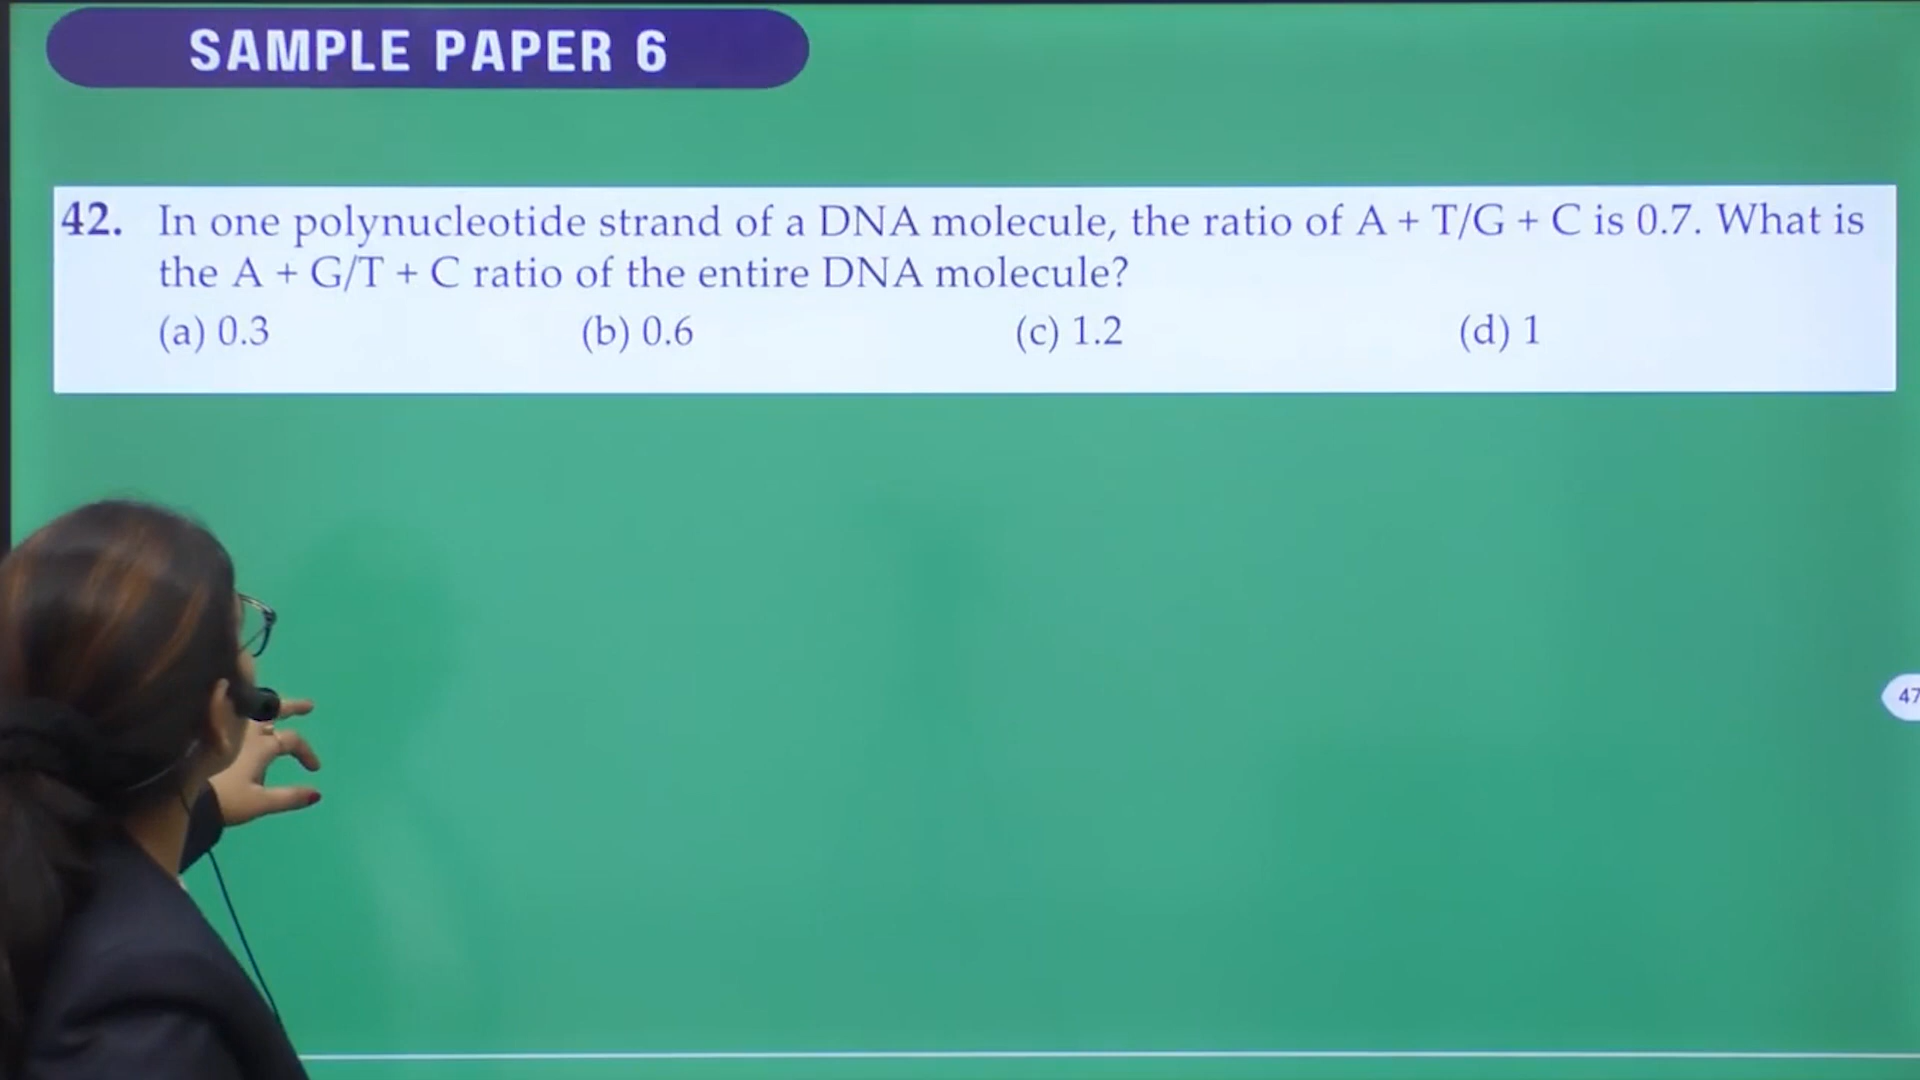 SAMPLE PAPER 6
42. In one polynucleotide strand of a DNA molecule, the ratio of A + T/G + C is 0.7. What is
the A + G/T + C ratio of the entire DNA molecule?
(a) 0.3 (b) 0.6 (c) 1.2 (d) 1
47